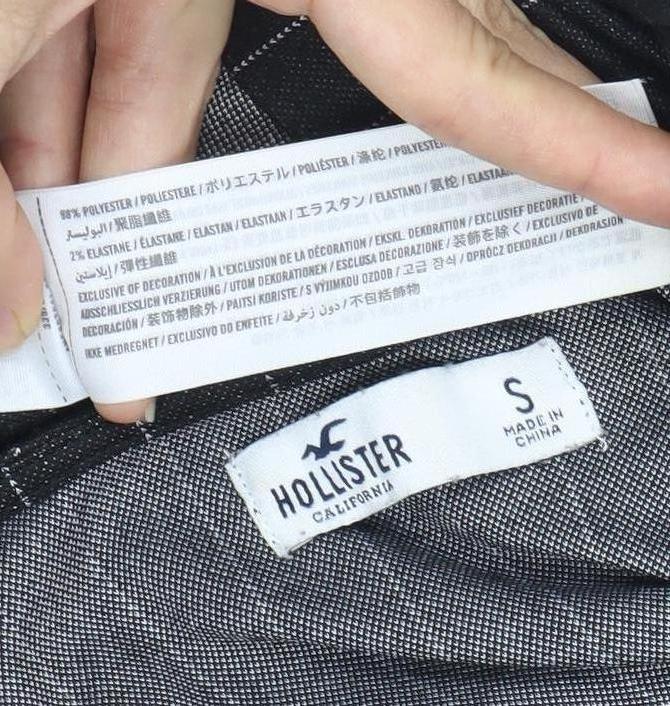 98% POLYESTER / POLIESTERE / ポリエステル / POLIÉSTER / 涤纶 / POLYESTER
البوليستر / 聚脂纖維
2% ELASTANE / ÉLASTANE / ELASTAN / ELASTAAN / エラスタン / ELASTANO / 氨纶 / ELASTAN
إيلاستين / 彈性纖維
EXCLUSIVE OF DECORATION / À L'EXCLUSION DE LA DÉCORATION / EKSKL. DEKORATION / EXCLUSIEF DECORATIE /
AUSSCHLIESSLICH VERZIERUNG / UTOM DEKORATIONEN / ESCLUSA DECORAZIONE / 装飾を除く / EXCLUSIVO DE
DECORACIÓN / 装饰物除外 / PAITSI KORISTE / S VÝJIMKOU OZDOB / 고급 장식 / OPRÓCZ DEKORACJI / DEKORASJON
IKKE MEDREGNET / EXCLUSIVO DO ENFEITE / دون زخرفة / 不包括飾物
HOLLISTER
CALIFORNIA
S
MADE IN
CHINA